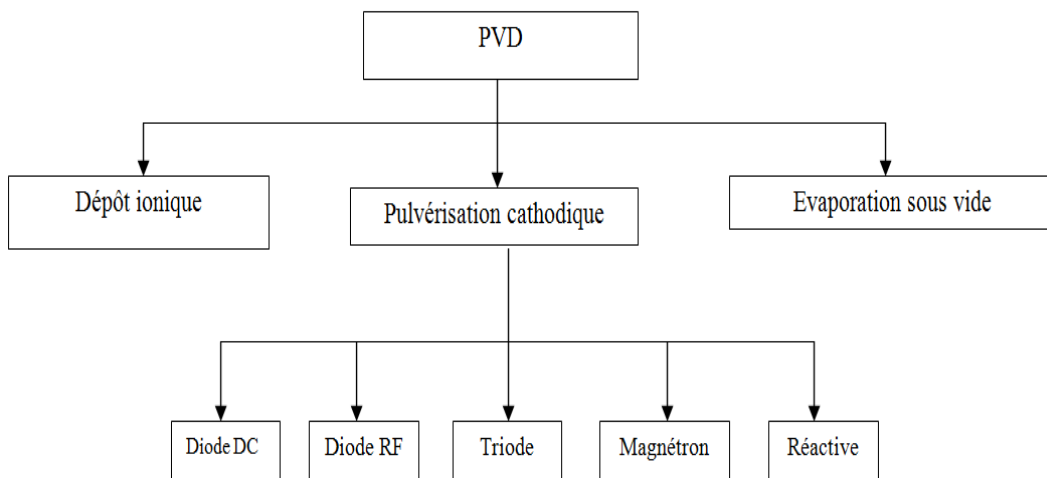 PVD
Dépôt ionique
Pulvérisation cathodique
Evaporation sous vide
Diode DC
Diode RF
Triode
Magnétron
Réactive